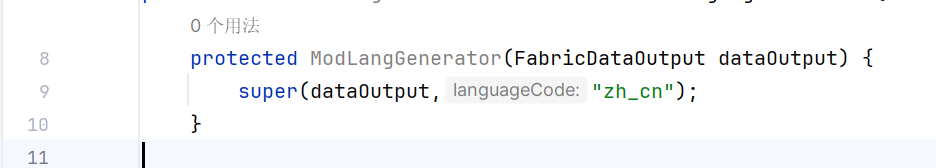 0 个用法
8 protected ModLangGenerator(FabricDataOutput dataOutput) {
9 super(dataOutput, languageCode: "zh_cn");
10 }
11